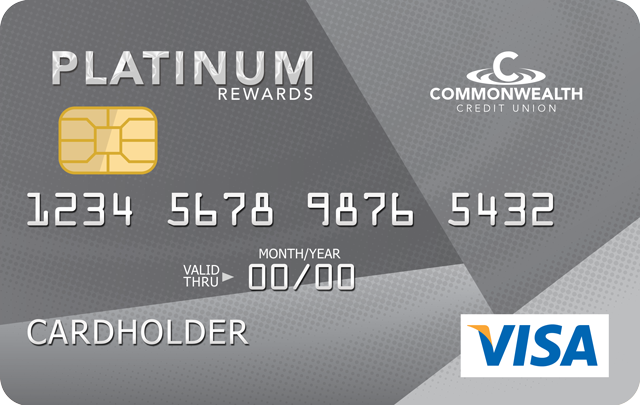 PLATINUM
REWARDS
C
COMMONWEALTH
CREDIT UNION
1234 5678 9876 5432
MONTH/YEAR
VALID
THRU
00/00
CARDHOLDER
VISA